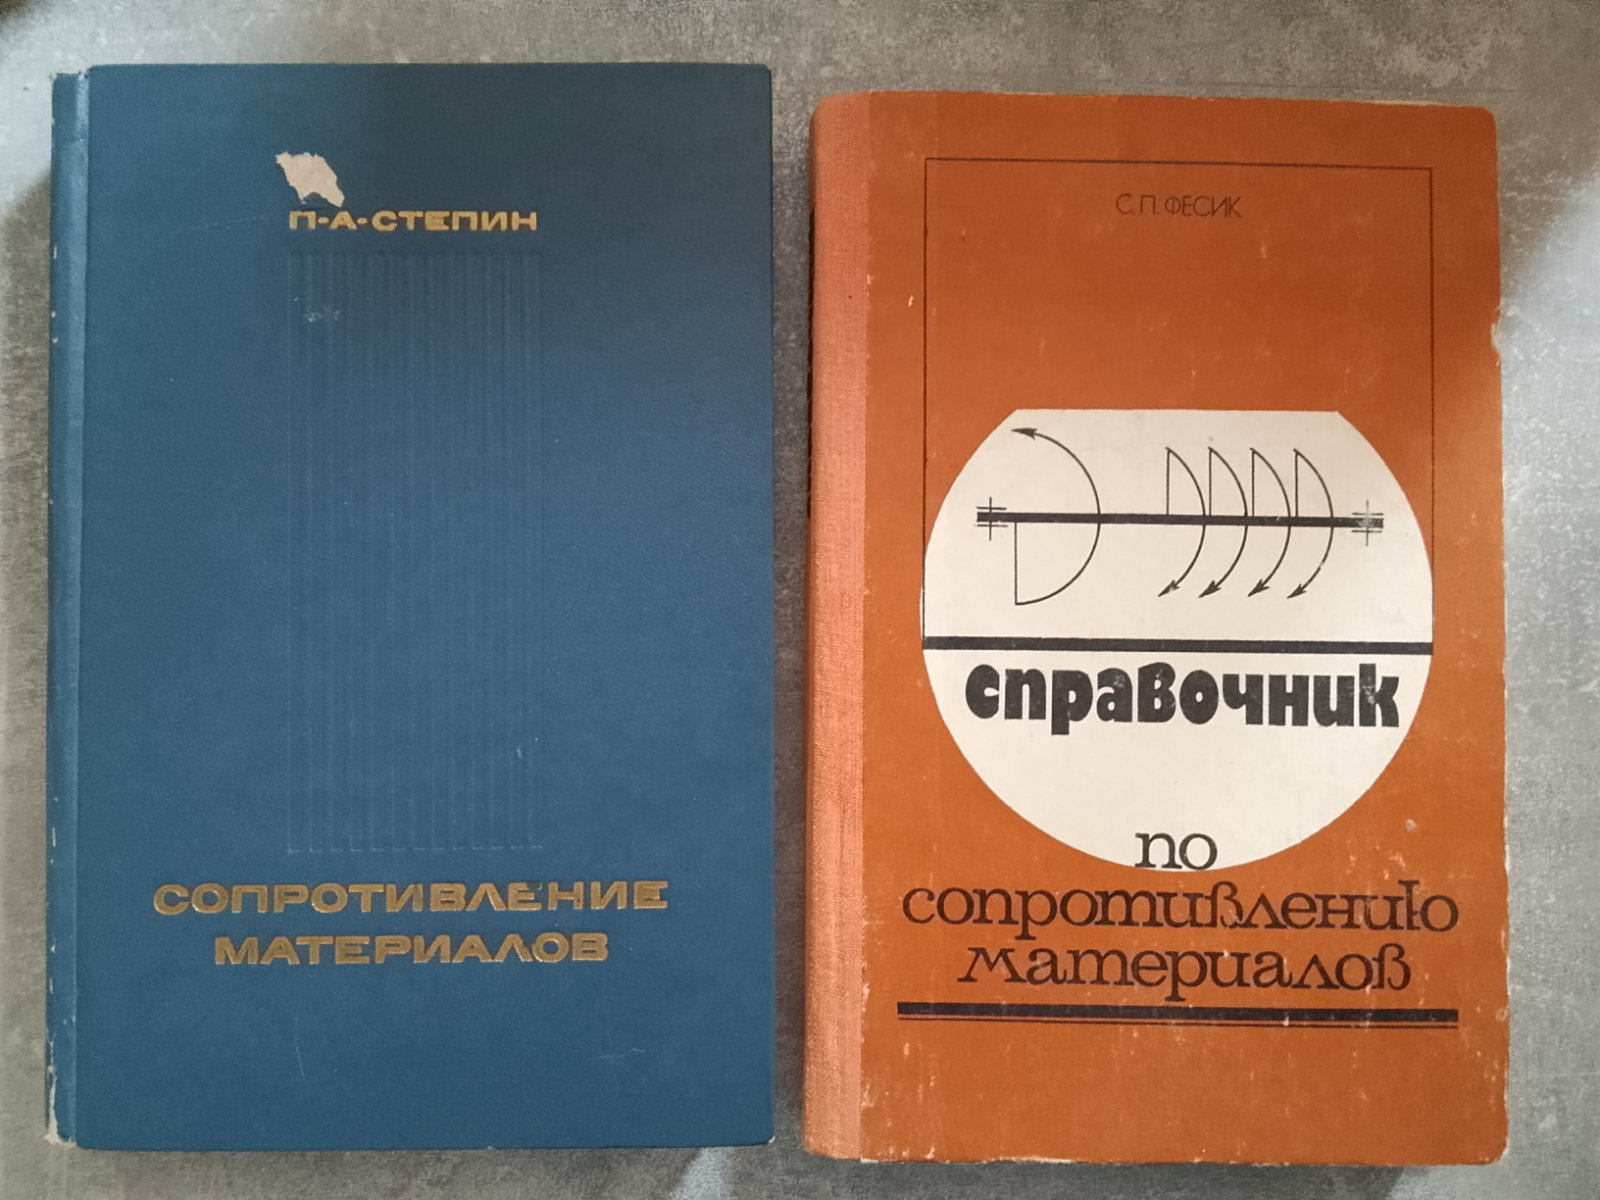 П-А-СТЕПИН
СОПРОТИВЛЕНИЕ
МАТЕРИАЛОВ
С.П. ФЕСИК
справочник
по
сопротивлению
материалов